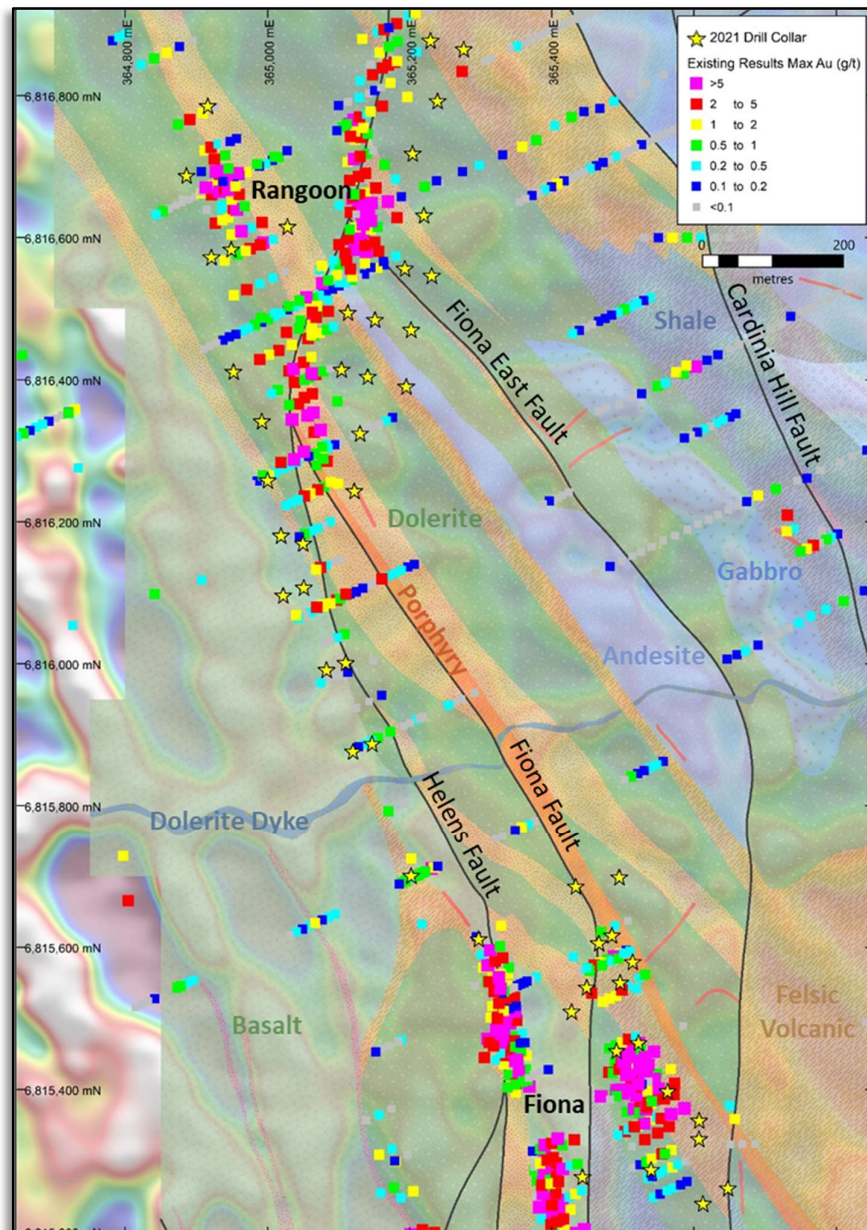 364,800 mE
365,000 mE
365,200 mE
365,400 mE
2021 Drill Collar
Existing Results Max Au (g/t)
>5
2 to 5
1 to 2
0.5 to 1
0.2 to 0.5
0.1 to 0.2
<0.1
0 200
metres
6,816,800 mN
Rangoon
6,816,600 mN
Fiona East Fault
Shale
Cardinia Hill Fault
6,816,400 mN
6,816,200 mN
Dolerite
Gabbro
Porphyry
Andesite
6,816,000 mN
Helens Fault
Fiona Fault
6,815,800 mN
Dolerite Dyke
6,815,600 mN
Basalt
Felsic
Volcanic
6,815,400 mN
Fiona